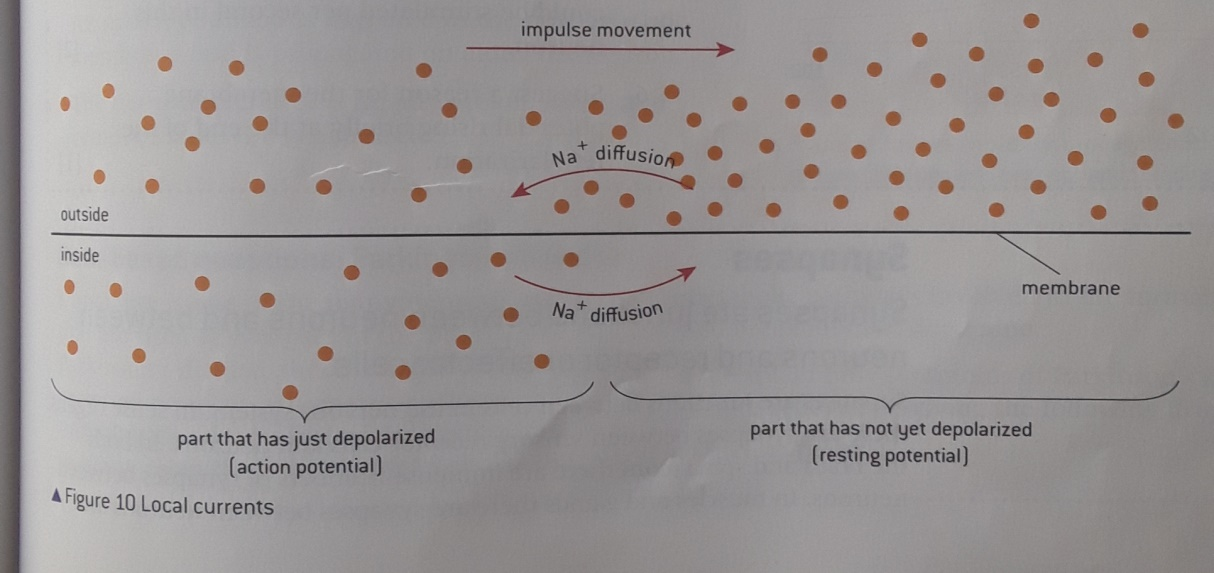 impulse movement
Na+ diffusion
outside
inside
Na+ diffusion
membrane
part that has just depolarized
(action potential)
part that has not yet depolarized
(resting potential)
▲ Figure 10 Local currents
Synapses